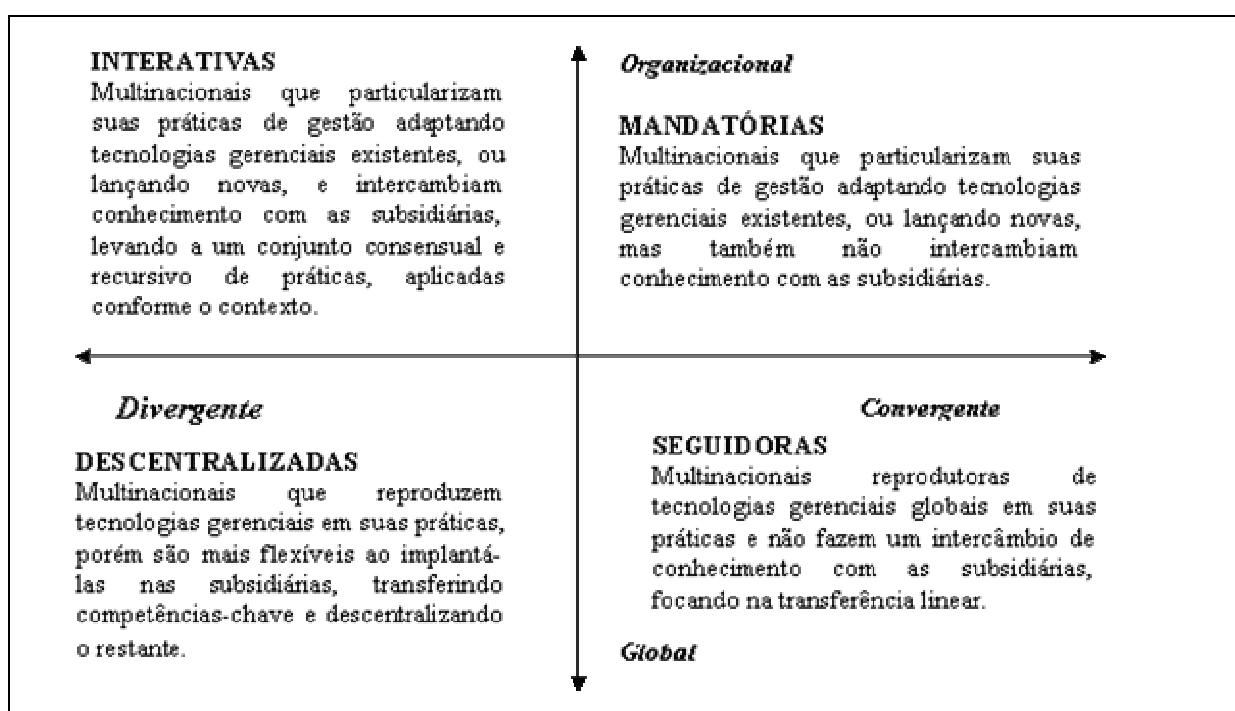 INTERATIVAS
Multinacionais que particularizam
suas práticas de gestão adaptando
tecnologias gerenciais existentes, ou
lançando novas, e intercambiam
conhecimento com as subsidiárias,
levando a um conjunto consensual e
recursivo de práticas, aplicadas
conforme o contexto.
Organizacional
MANDATÓRIAS
Multinacionais que particularizam suas
práticas de gestão adaptando tecnologias
gerenciais existentes, ou lançando novas,
mas também não intercambiam
conhecimento com as subsidiárias.
Divergente
DESCENTRALIZADAS
Multinacionais que reproduzem
tecnologias gerenciais em suas práticas,
porém são mais flexíveis ao implantá-
las nas subsidiárias, transferindo
competências-chave e descentralizando
o restante.
Convergente
SEGUIDORAS
Multinacionais reprodutoras de
tecnologias gerenciais globais em suas
práticas e não fazem um intercâmbio de
conhecimento com as subsidiárias,
focando na transferência linear.
Global